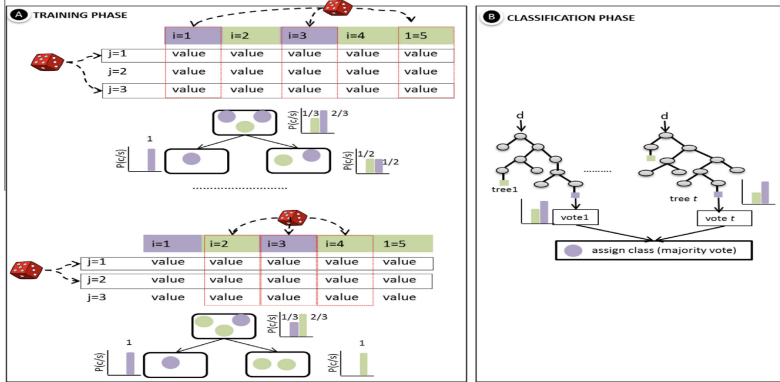 A TRAINING PHASE
i=1 i=2 i=3 i=4 1=5
j=1 value value value value value
j=2 value value value value value
j=3 value value value value value
P(c/s) 1/3 2/3
P(c/s) 1
P(c/s) 1/2 1/2
i=1 i=2 i=3 i=4 1=5
j=1 value value value value value
j=2 value value value value value
j=3 value value value value value
P(c/s) 1/3 2/3
P(c/s) 1
P(c/s) 1
B CLASSIFICATION PHASE
d d
tree1 tree t
vote1 vote t
assign class (majority vote)